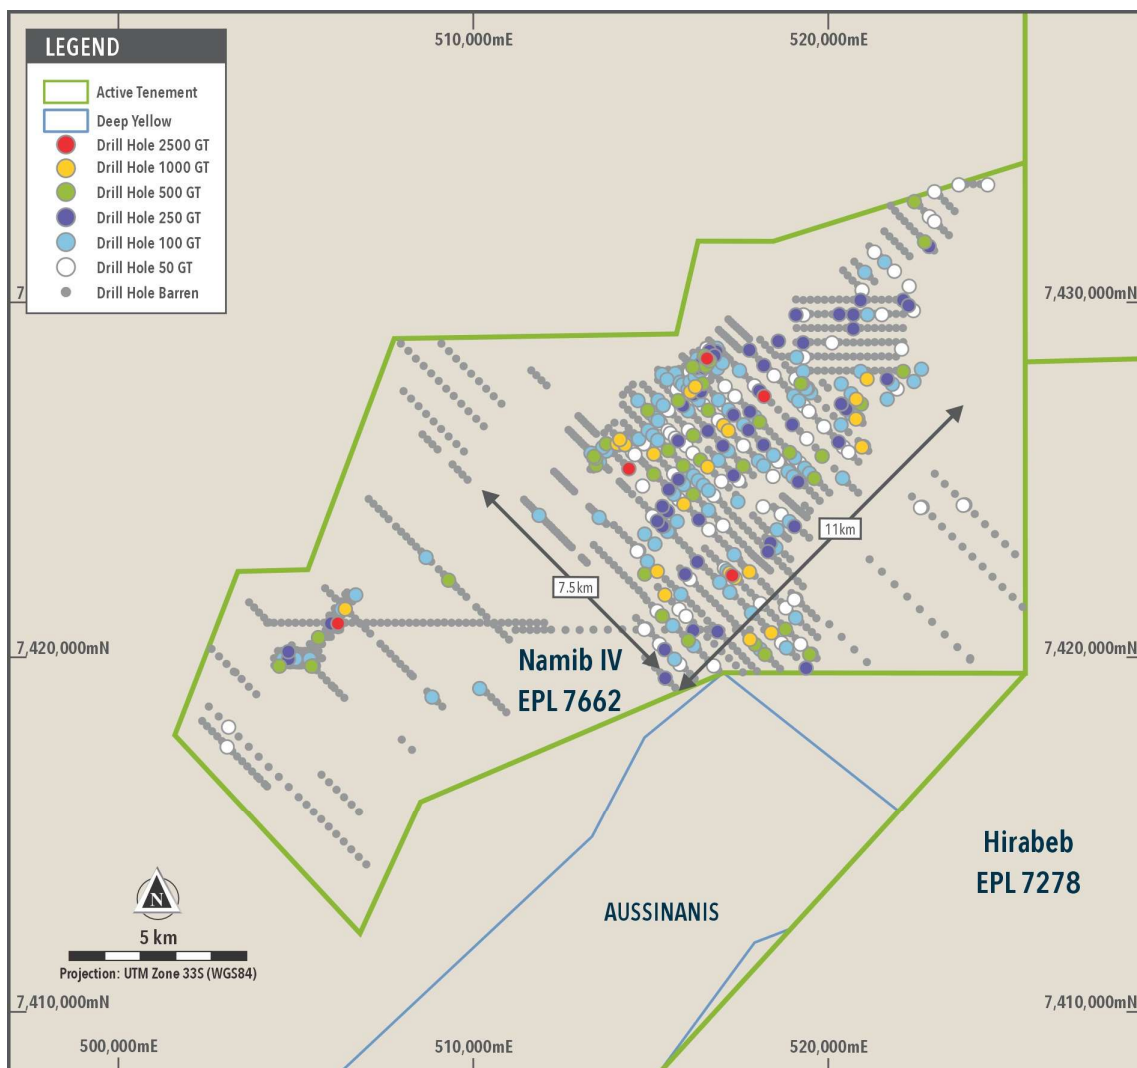 510,000mE
520,000mE
LEGEND
Active Tenement
Deep Yellow
Drill Hole 2500 GT
Drill Hole 1000 GT
Drill Hole 500 GT
Drill Hole 250 GT
Drill Hole 100 GT
Drill Hole 50 GT
Drill Hole Barren
7,430,000mN
11km
7.5km
7,420,000mN
7,420,000mN
Namib IV
EPL 7662
Hirabeb
EPL 7278
AUSSINANIS
N
5 km
Projection: UTM Zone 33S (WGS84)
7,410,000mN
7,410,000mN
500,000mE
510,000mE
520,000mE